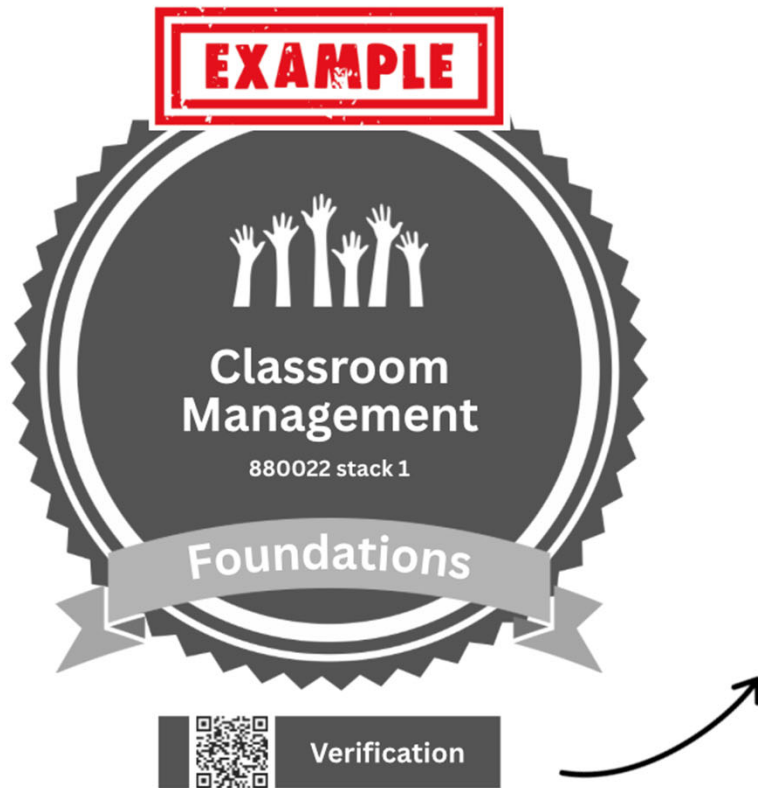 EXAMPLE
Classroom
Management
880022 stack 1
Foundations
Verification